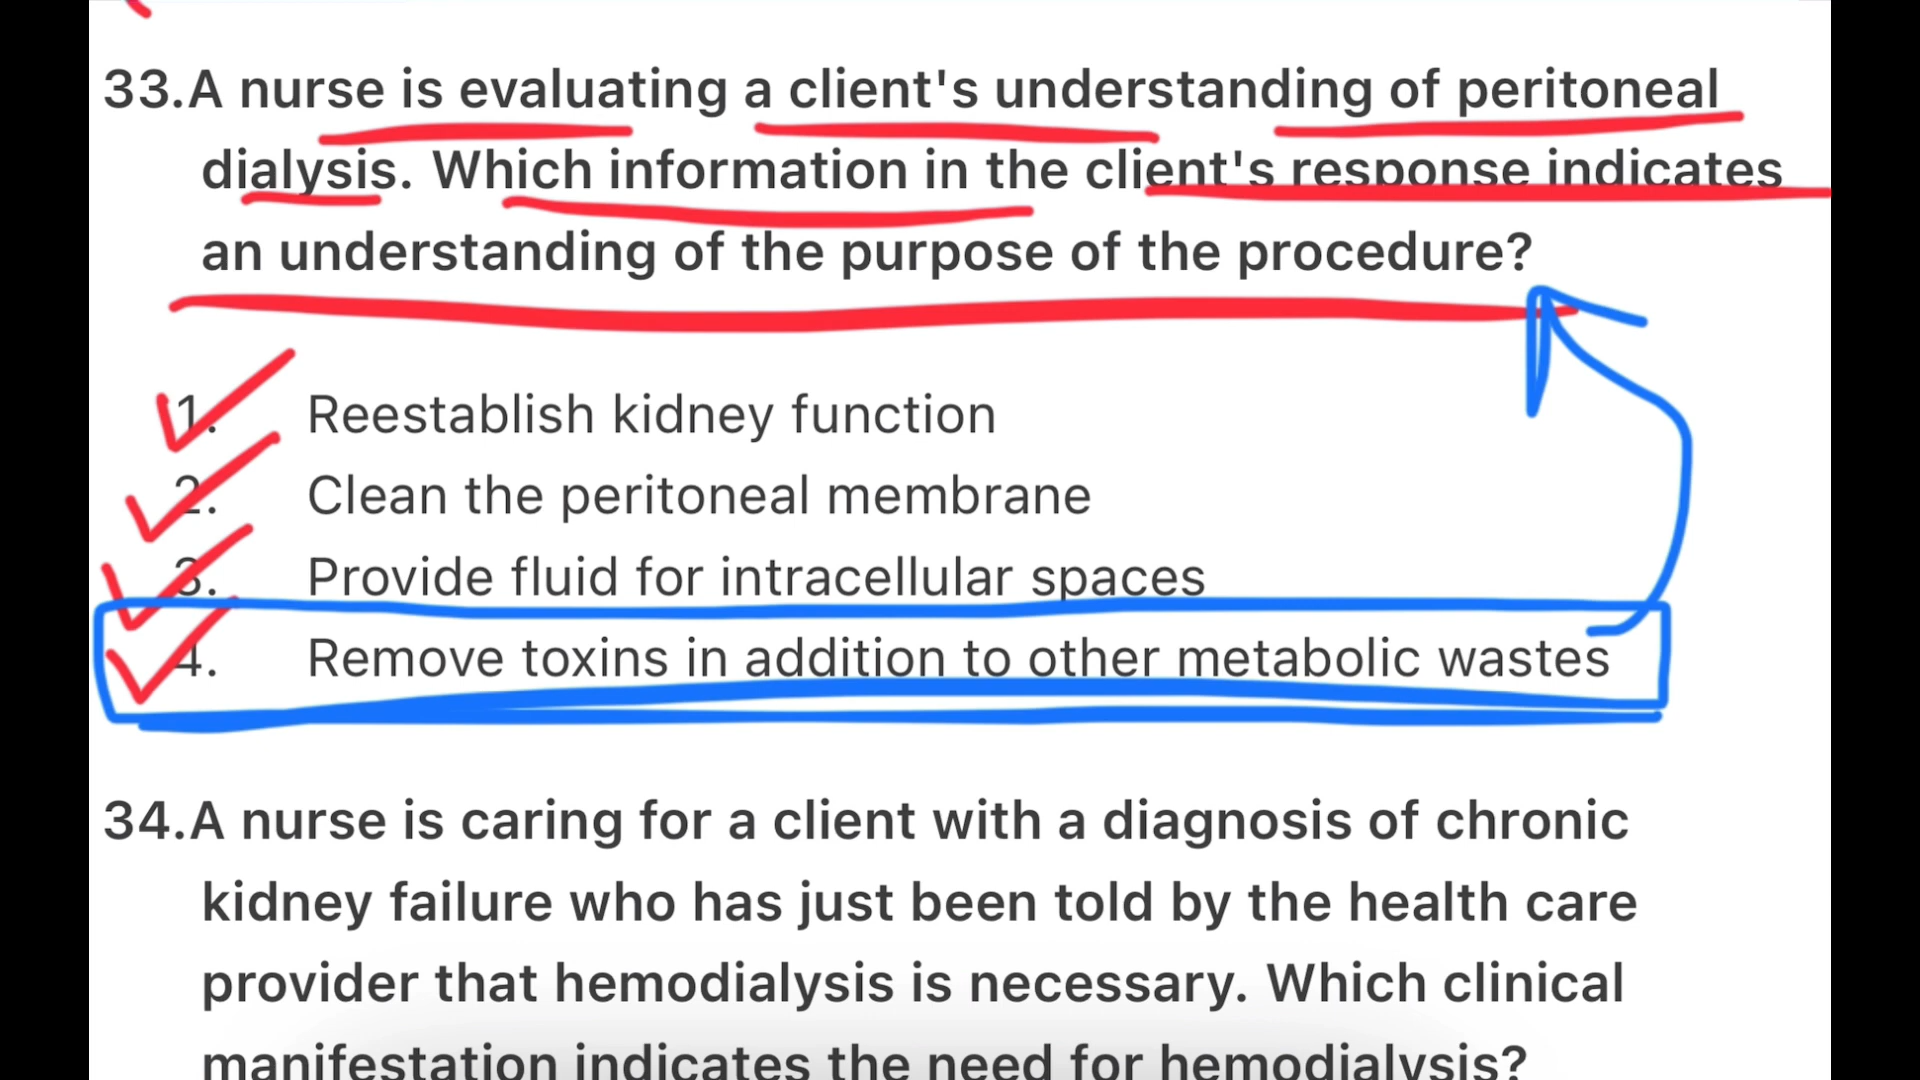 33.A nurse is evaluating a client's understanding of peritoneal
dialysis. Which information in the client's response indicates
an understanding of the purpose of the procedure?
1. Reestablish kidney function
2. Clean the peritoneal membrane
3. Provide fluid for intracellular spaces
4. Remove toxins in addition to other metabolic wastes
34.A nurse is caring for a client with a diagnosis of chronic
kidney failure who has just been told by the health care
provider that hemodialysis is necessary. Which clinical
manifestation indicates the need for hemodialysis?